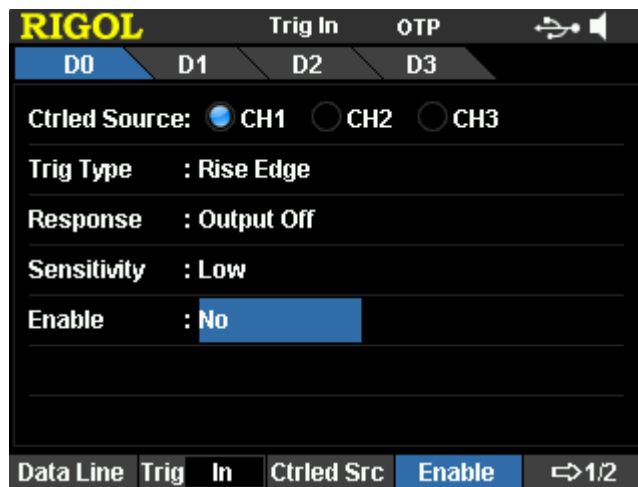 RIGOL Trig In OTP
D0 D1 D2 D3
Ctrled Source: CH1 CH2 CH3
Trig Type : Rise Edge
Response : Output Off
Sensitivity : Low
Enable : No
Data Line Trig In Ctrled Src Enable ⇨1/2